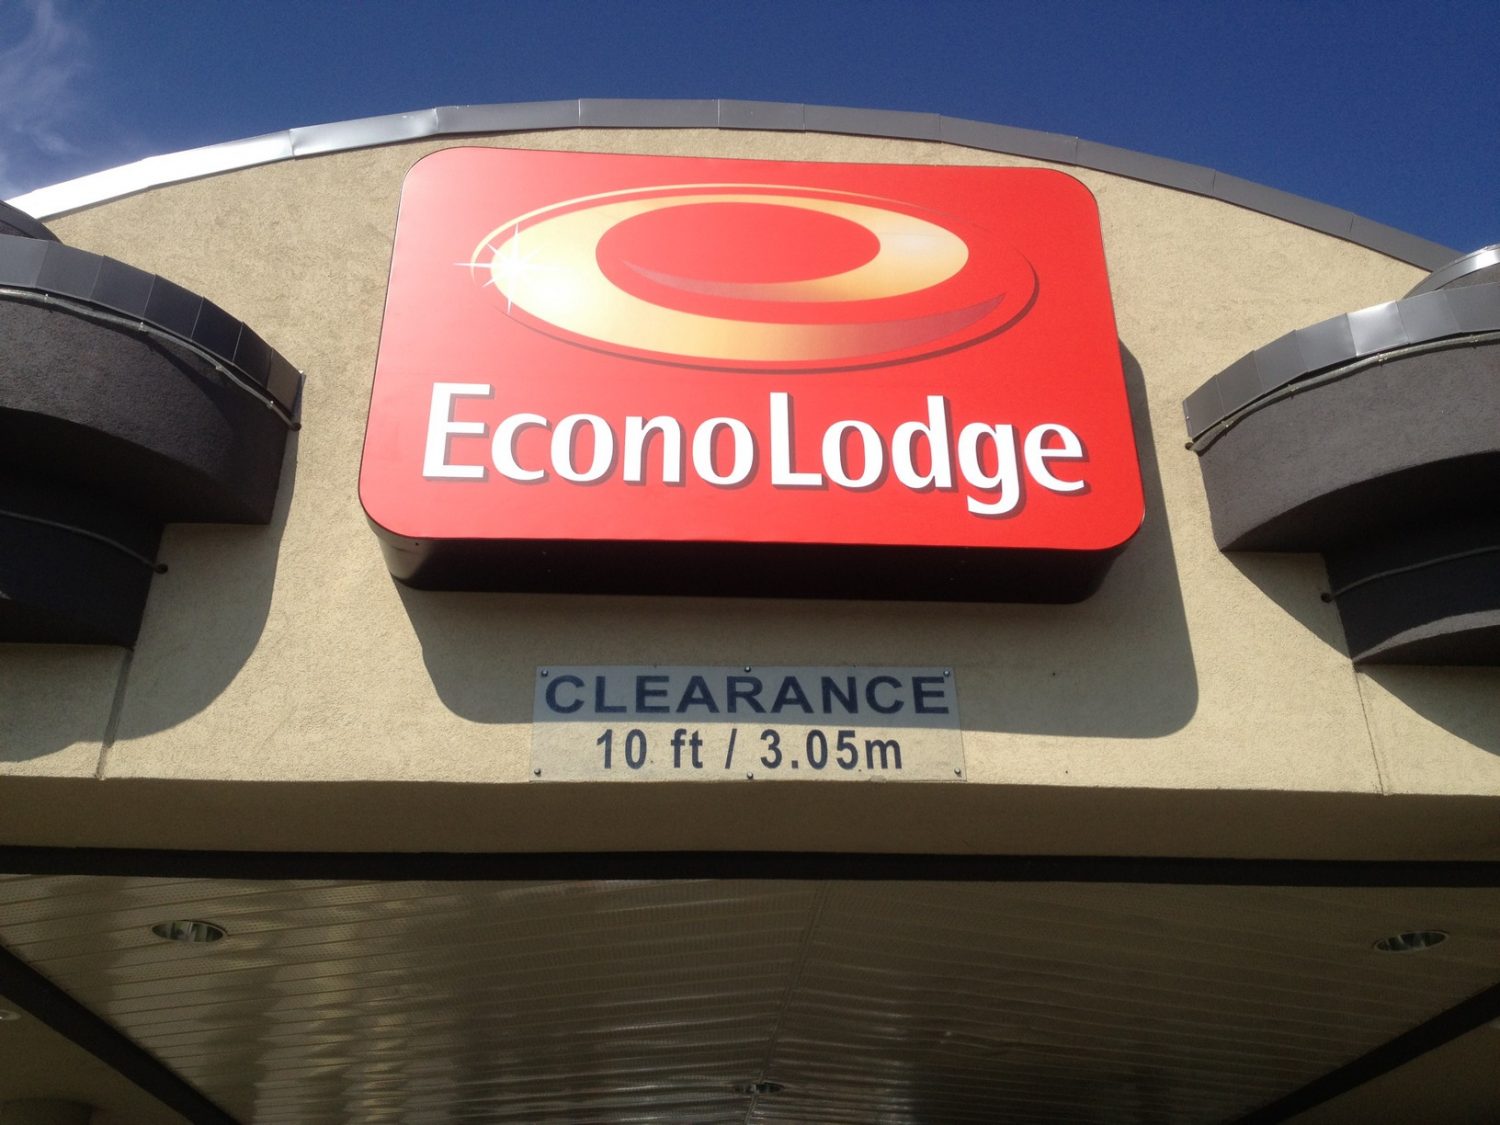 EconoLodge
CLEARANCE
10 ft / 3.05m